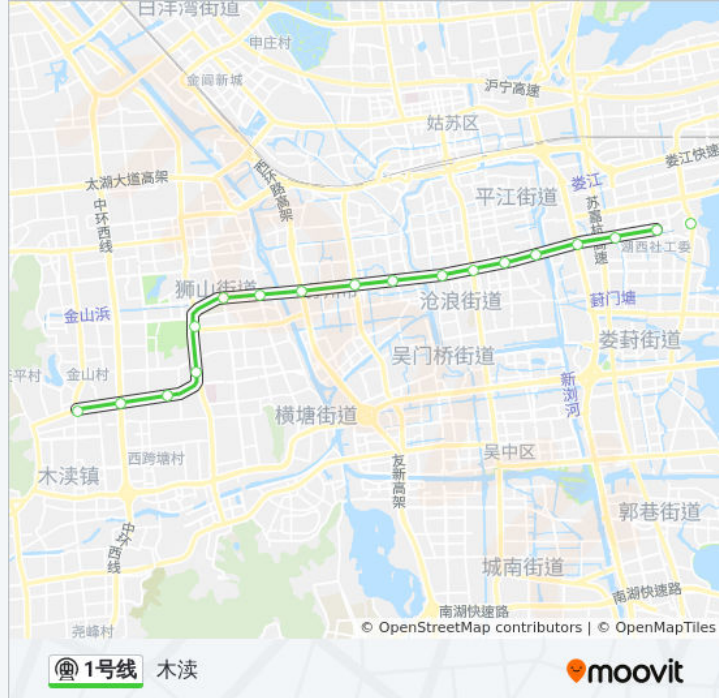 白洋湾街道
申庄村
金阊新城
沪宁高速
姑苏区
娄江快速
西环路高架
太湖大道高架
娄江
平江街道
中环西线
苏嘉杭高速
湖西社工委
狮山街道
沧浪街道
葑门塘
金山浜
娄葑街道
吴门桥街道
金山村
新浏河
横塘街道
吴中区
西跨塘村
木渎镇
友新高架
郭巷街道
中环西线
城南街道
南湖快速路
南湖快速路
尧峰村
© OpenStreetMap contributors | © OpenMapTiles
1号线 木渎
moovit